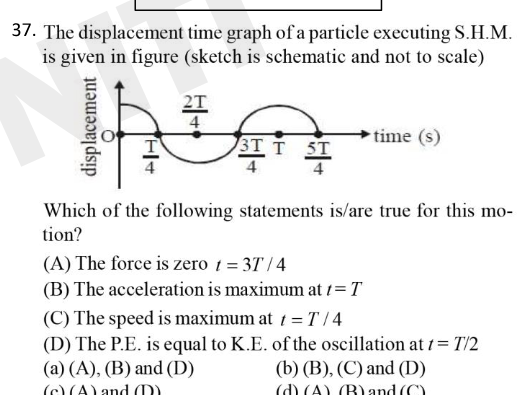 37. The displacement time graph of a particle executing S.H.M.
is given in figure (sketch is schematic and not to scale)
displacement
O
T/4
2T/4
3T/4
T
5T/4
time (s)
Which of the following statements is/are true for this mo-
tion?
(A) The force is zero t = 3T / 4
(B) The acceleration is maximum at t = T
(C) The speed is maximum at t = T / 4
(D) The P.E. is equal to K.E. of the oscillation at t = T/2
(a) (A), (B) and (D) (b) (B), (C) and (D)
(c) (A) and (D) (d) (A), (B) and (C)